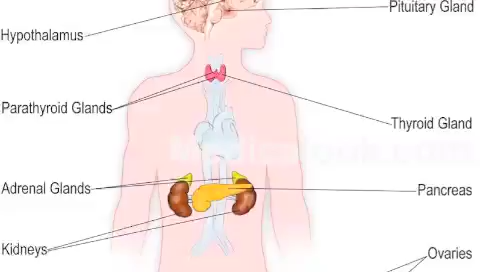 Pituitary Gland
Hypothalamus
Parathyroid Glands
Thyroid Gland
Adrenal Glands
Pancreas
Kidneys
Ovaries